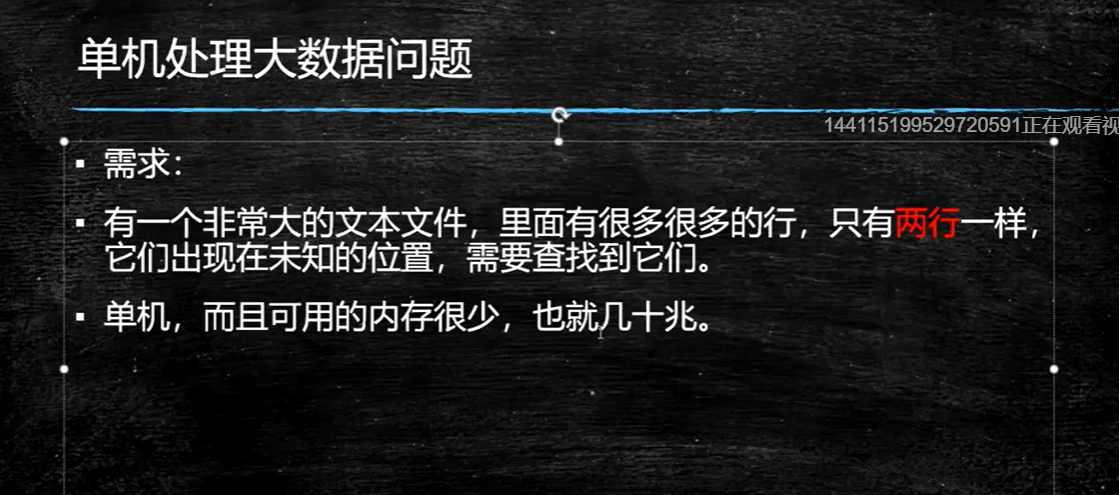 单机处理大数据问题
144115199529720591正在观看视
▪ 需求：
▪ 有一个非常大的文本文件，里面有很多很多的行，只有两行一样，
它们出现在未知的位置，需要查找到它们。
▪ 单机，而且可用的内存很少，也就几十兆。